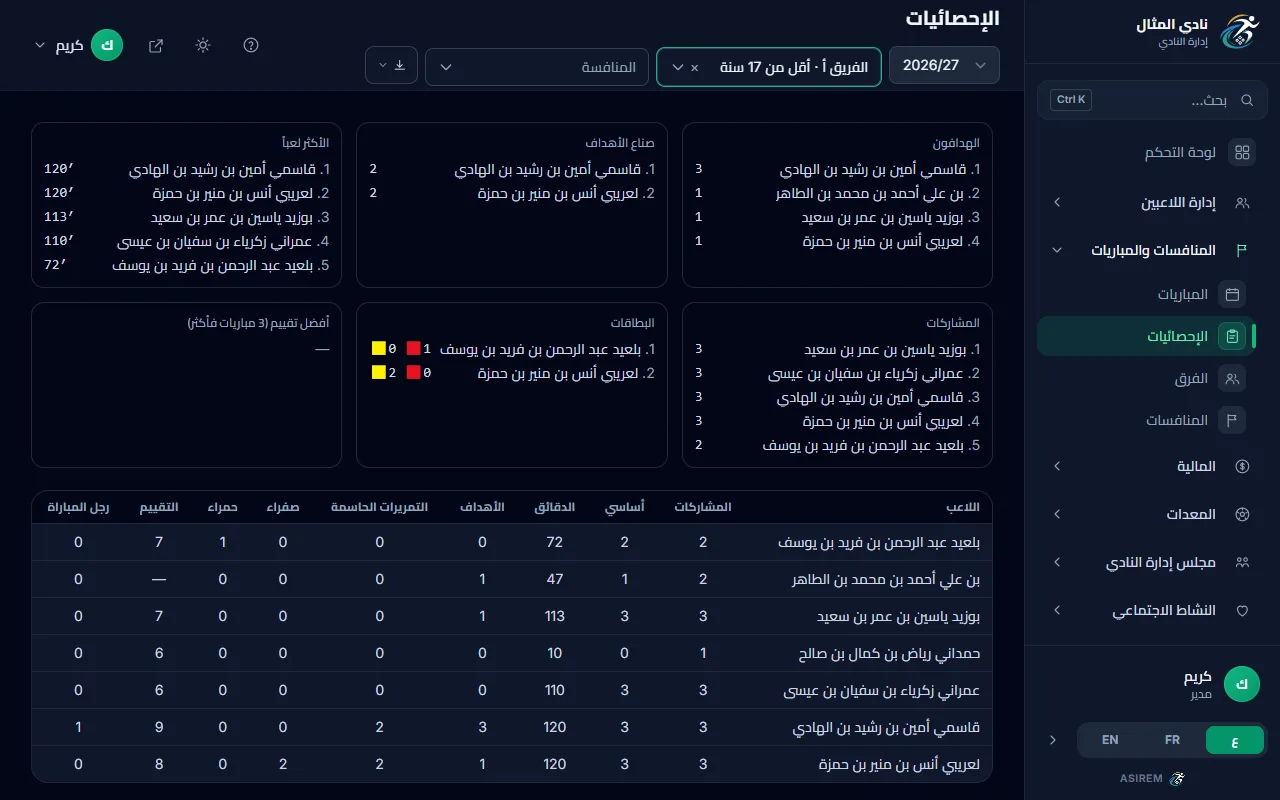 نادي المثال
إدارة النادي
بحث... Ctrl K
لوحة التحكم
إدارة اللاعبين
المنافسات والمباريات
المباريات
الإحصائيات
الفرق
المنافسات
المالية
المعدات
مجلس إدارة النادي
النشاط الاجتماعي
ك كريم
مدير
ع FR EN
ASIREM
الإحصائيات
ك كريم
2026/27 الفريق أ · أقل من 17 سنة × المنافسة
الهدافون
1. قاسمي أمين بن رشيد بن الهادي 3
2. بن علي أحمد بن محمد بن الطاهر 1
3. بوزيد ياسين بن عمر بن سعيد 1
4. لعريبي أنس بن منير بن حمزة 1
صناع الأهداف
1. قاسمي أمين بن رشيد بن الهادي 2
2. لعريبي أنس بن منير بن حمزة 2
الأكثر لعباً
1. قاسمي أمين بن رشيد بن الهادي 120′
2. لعريبي أنس بن منير بن حمزة 120′
3. بوزيد ياسين بن عمر بن سعيد 113′
4. عمراني زكرياء بن سفيان بن عيسى 110′
5. بلعيد عبد الرحمن بن فريد بن يوسف 72′
المشاركات
1. بوزيد ياسين بن عمر بن سعيد 3
2. عمراني زكرياء بن سفيان بن عيسى 3
3. قاسمي أمين بن رشيد بن الهادي 3
4. لعريبي أنس بن منير بن حمزة 3
5. بلعيد عبد الرحمن بن فريد بن يوسف 2
البطاقات
1. بلعيد عبد الرحمن بن فريد بن يوسف 1 0
2. لعريبي أنس بن منير بن حمزة 0 2
أفضل تقييم (3 مباريات فأكثر)
—
اللاعب المشاركات أساسي الدقائق الأهداف التمريرات الحاسمة صفراء حمراء التقييم رجل المباراة
بلعيد عبد الرحمن بن فريد بن يوسف 2 2 72 0 0 0 1 7 0
بن علي أحمد بن محمد بن الطاهر 2 1 47 1 0 0 0 — 0
بوزيد ياسين بن عمر بن سعيد 3 3 113 1 0 0 0 7 0
حمداني رياض بن كمال بن صالح 1 0 10 0 0 0 0 6 0
عمراني زكرياء بن سفيان بن عيسى 3 3 110 0 0 0 0 6 0
قاسمي أمين بن رشيد بن الهادي 3 3 120 3 2 0 0 9 1
لعريبي أنس بن منير بن حمزة 3 3 120 1 2 2 0 8 0